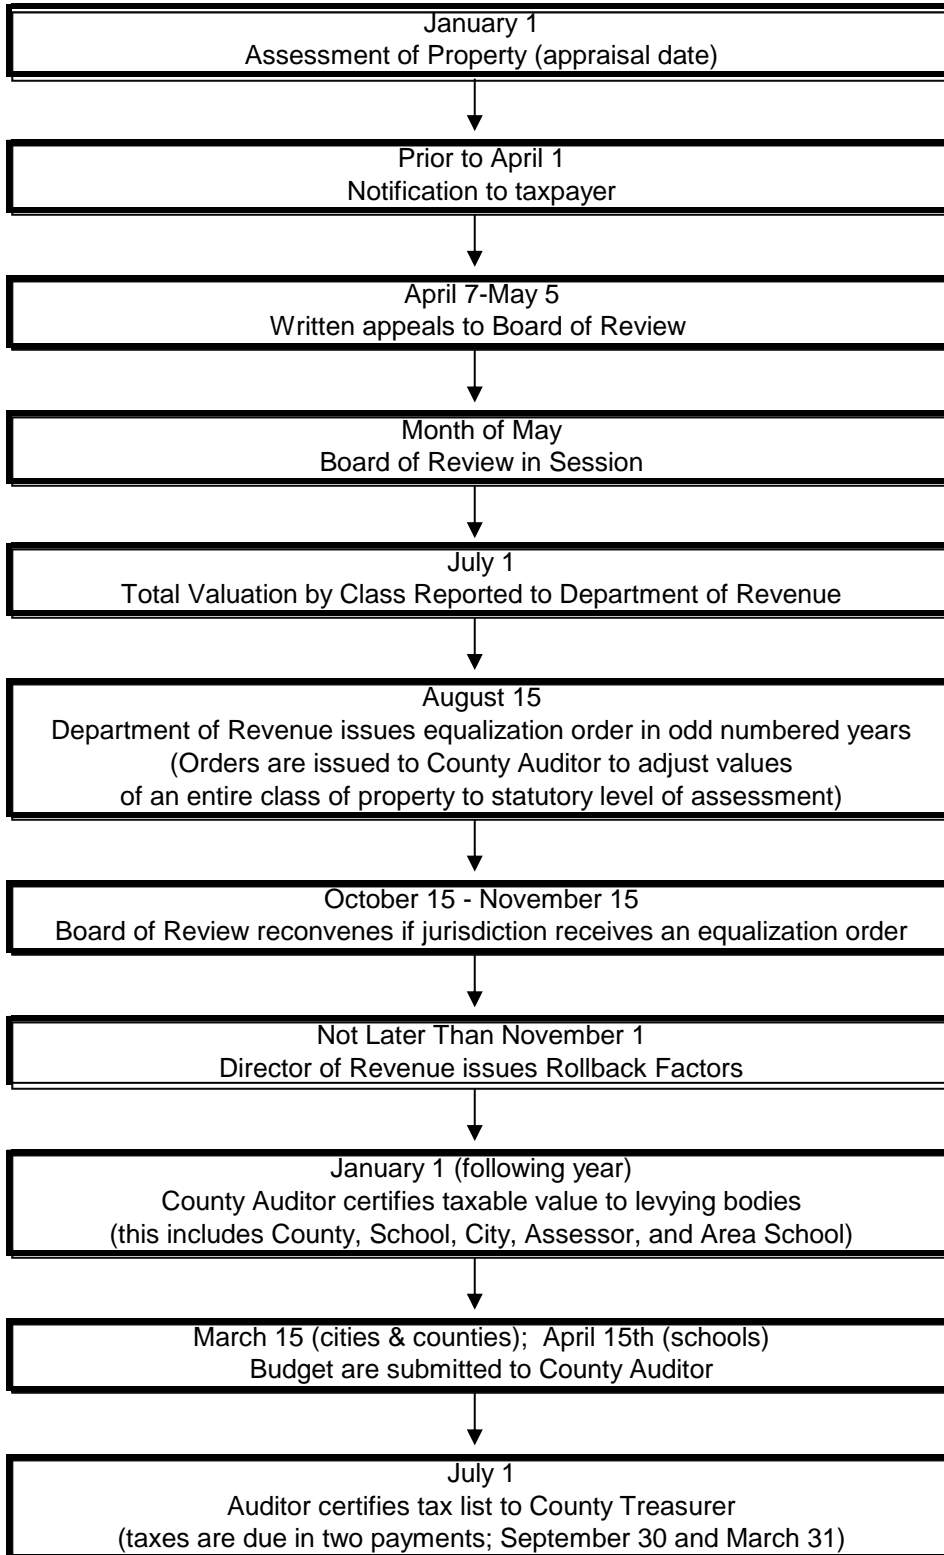 January 1
Assessment of Property (appraisal date)
Prior to April 1
Notification to taxpayer
April 7-May 5
Written appeals to Board of Review
Month of May
Board of Review in Session
July 1
Total Valuation by Class Reported to Department of Revenue
August 15
Department of Revenue issues equalization order in odd numbered years
(Orders are issued to County Auditor to adjust values
of an entire class of property to statutory level of assessment)
October 15 - November 15
Board of Review reconvenes if jurisdiction receives an equalization order
Not Later Than November 1
Director of Revenue issues Rollback Factors
January 1 (following year)
County Auditor certifies taxable value to levying bodies
(this includes County, School, City, Assessor, and Area School)
March 15 (cities & counties);  April 15th (schools)
Budget are submitted to County Auditor
July 1
Auditor certifies tax list to County Treasurer
(taxes are due in two payments; September 30 and March 31)